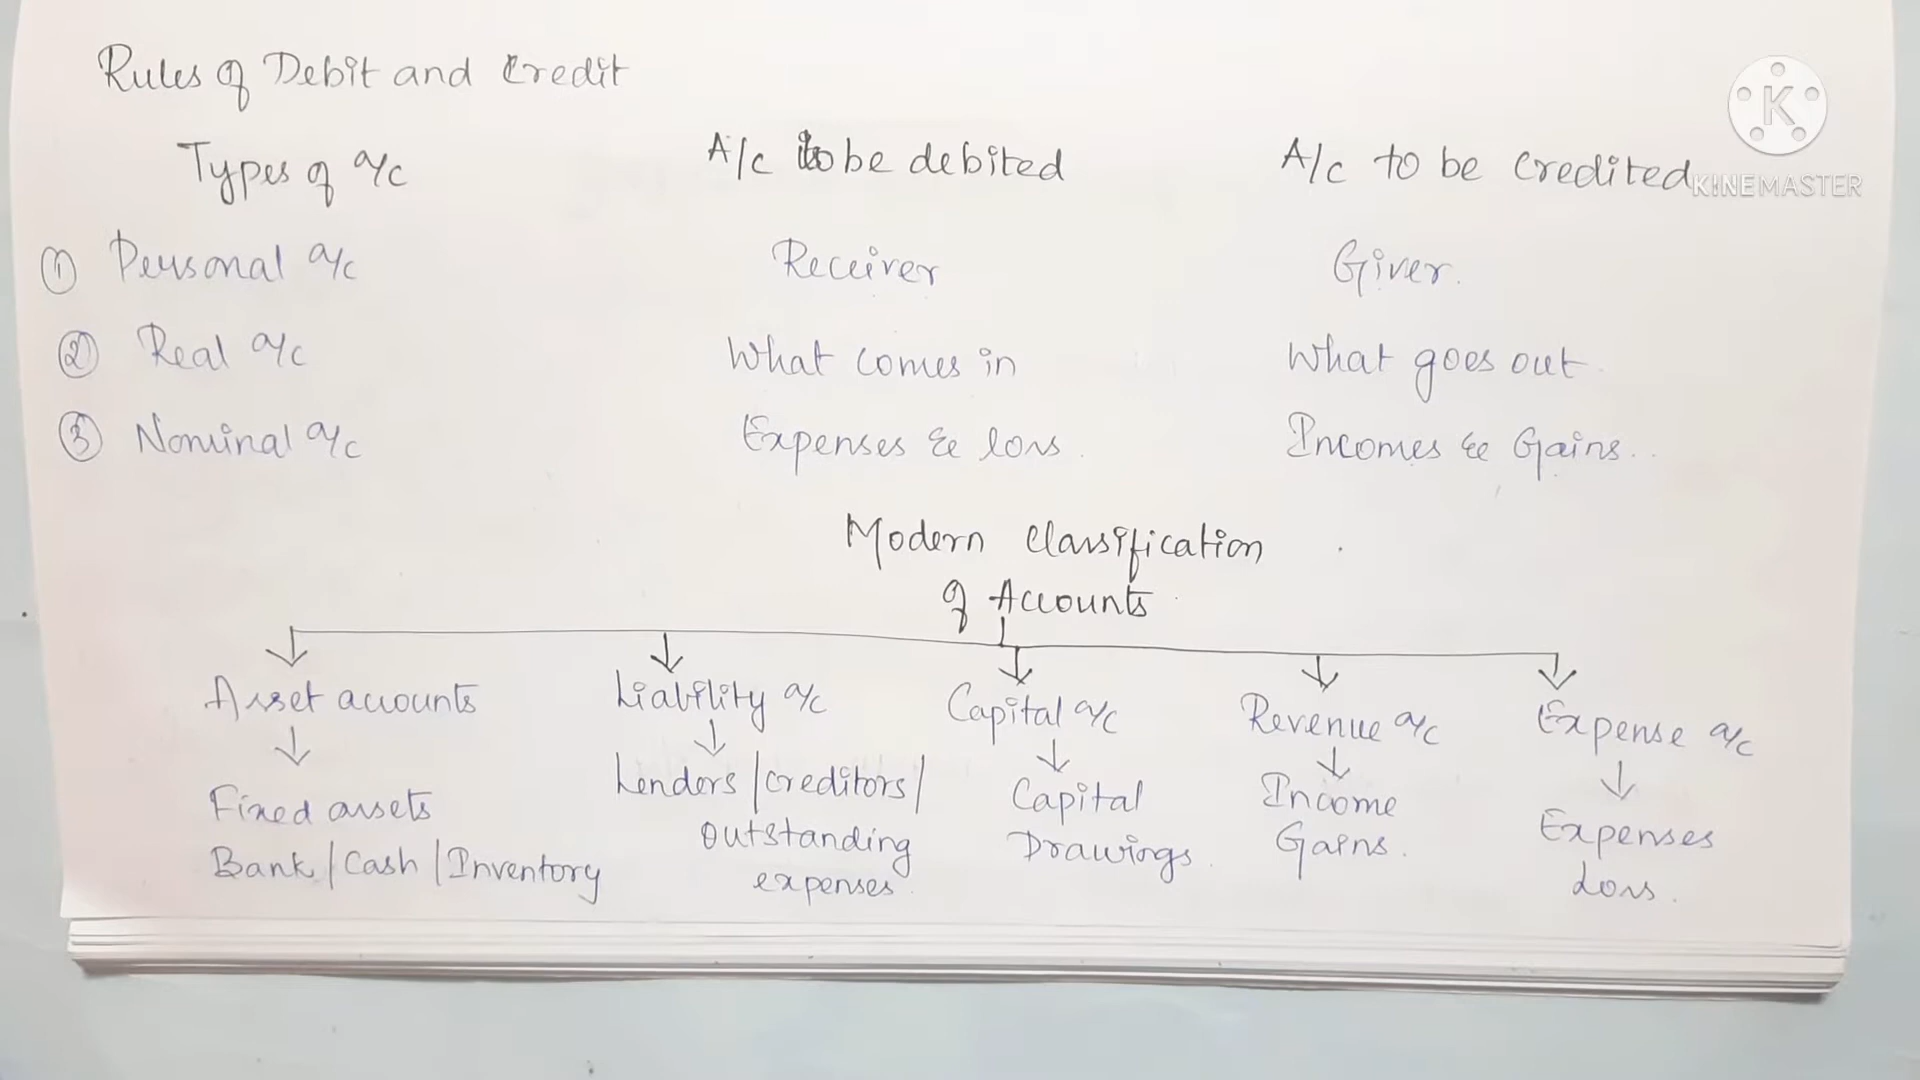 Rules of Debit and Credit
Types of a/c A/c to be debited A/c to be credited
KINEMASTER
① Personal a/c Receiver Giver.
② Real a/c What comes in What goes out.
③ Nominal a/c Expenses & loss. Incomes & Gains..
Modern Classification
of Accounts
Asset accounts Liability a/c Capital a/c Revenue a/c Expense a/c
Fixed assets Lenders/creditors/ Capital Income Expenses
Bank/Cash/Inventory outstanding Drawings. Gains. Loss.
expenses.
K